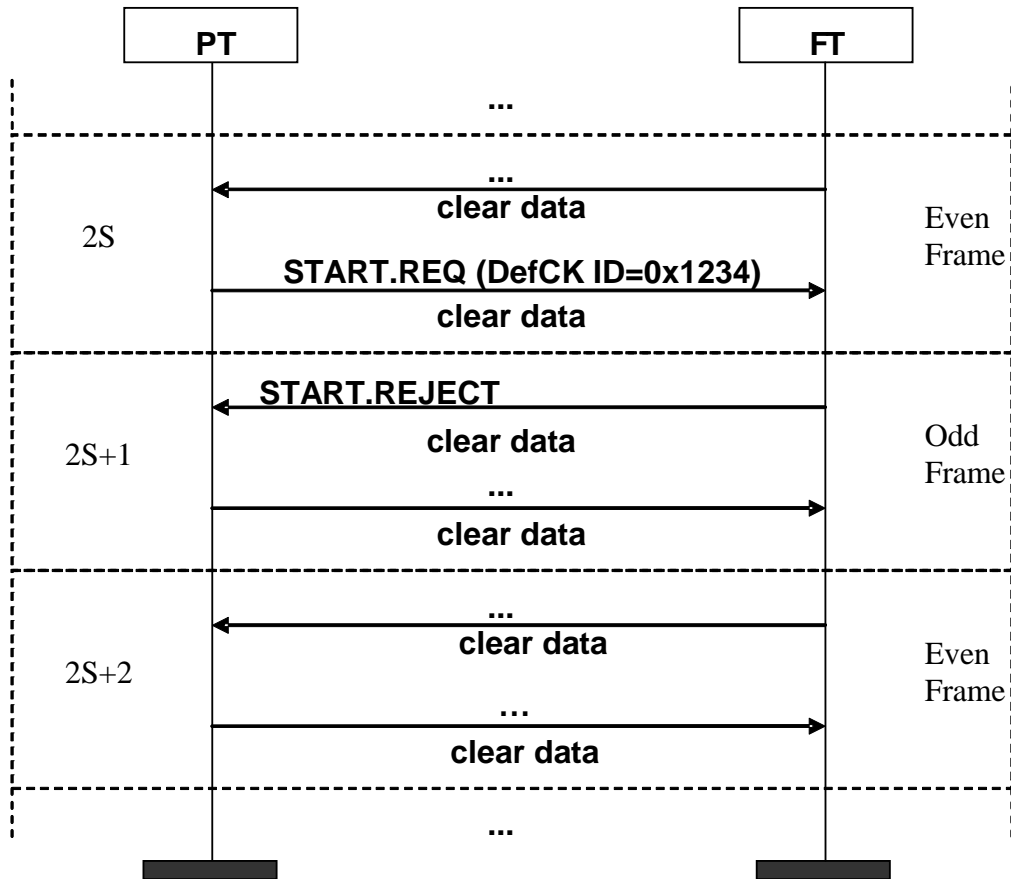 PT
FT
...
...
clear data
2S
Even
Frame
START.REQ (DefCK ID=0x1234)
clear data
START.REJECT
clear data
2S+1
Odd
Frame
...
clear data
...
clear data
2S+2
Even
Frame
...
clear data
...